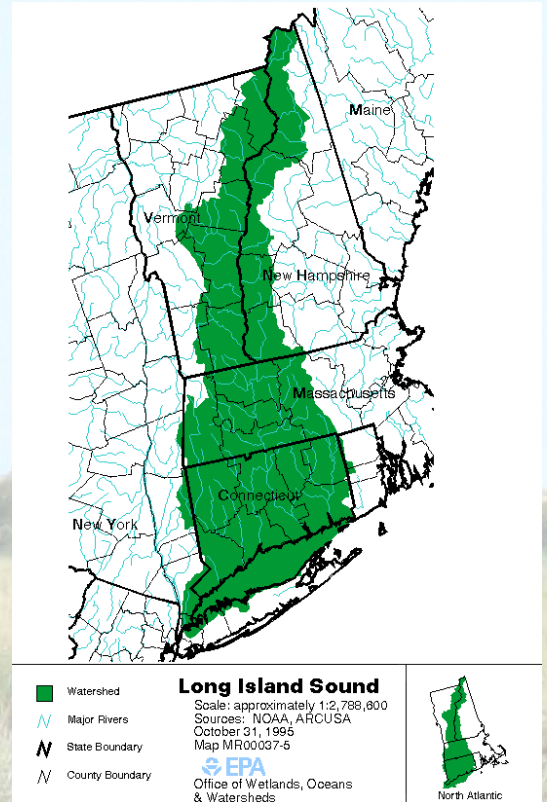 Maine
Vermont
New Hampshire
Massachusetts
Connecticut
New York
Watershed
Major Rivers
State Boundary
County Boundary
Long Island Sound
Scale: approximately 1:2,788,600
Sources: NOAA, ARCUSA
October 31, 1995
Map MR00037-5
EPA
Office of Wetlands, Oceans
& Watersheds
North Atlantic